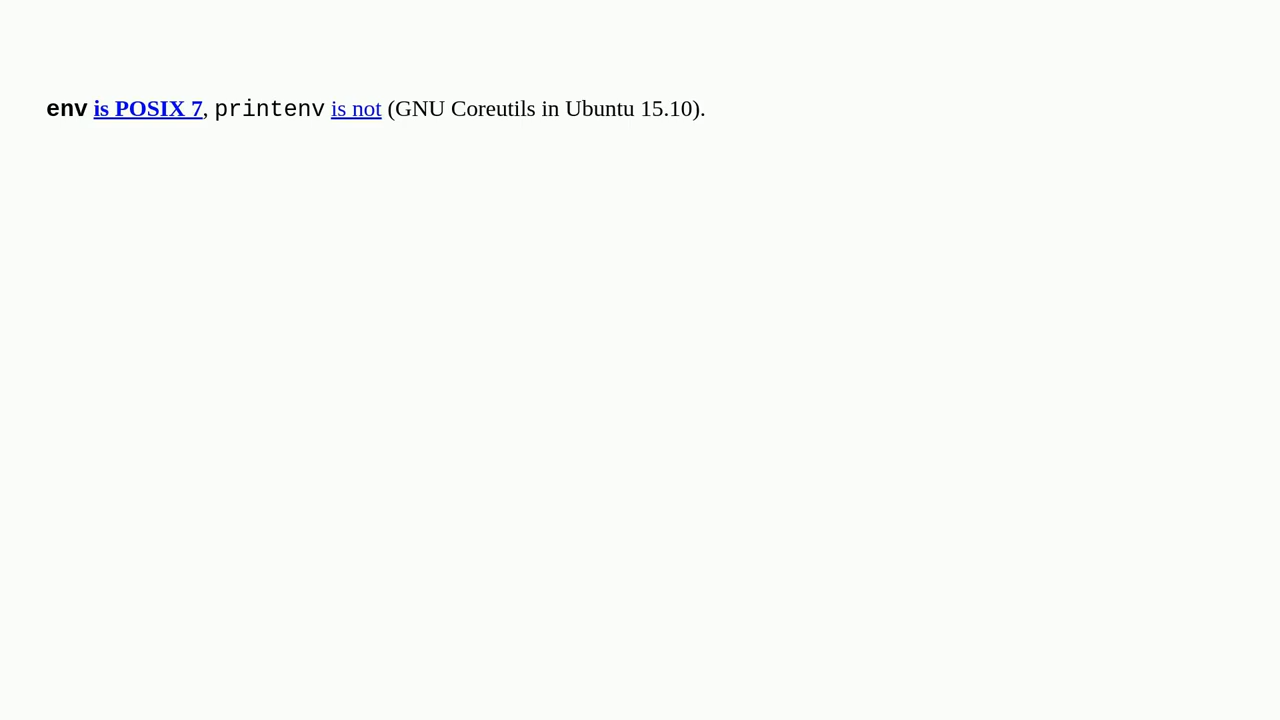 env is POSIX 7, printenv is not (GNU Coreutils in Ubuntu 15.10).